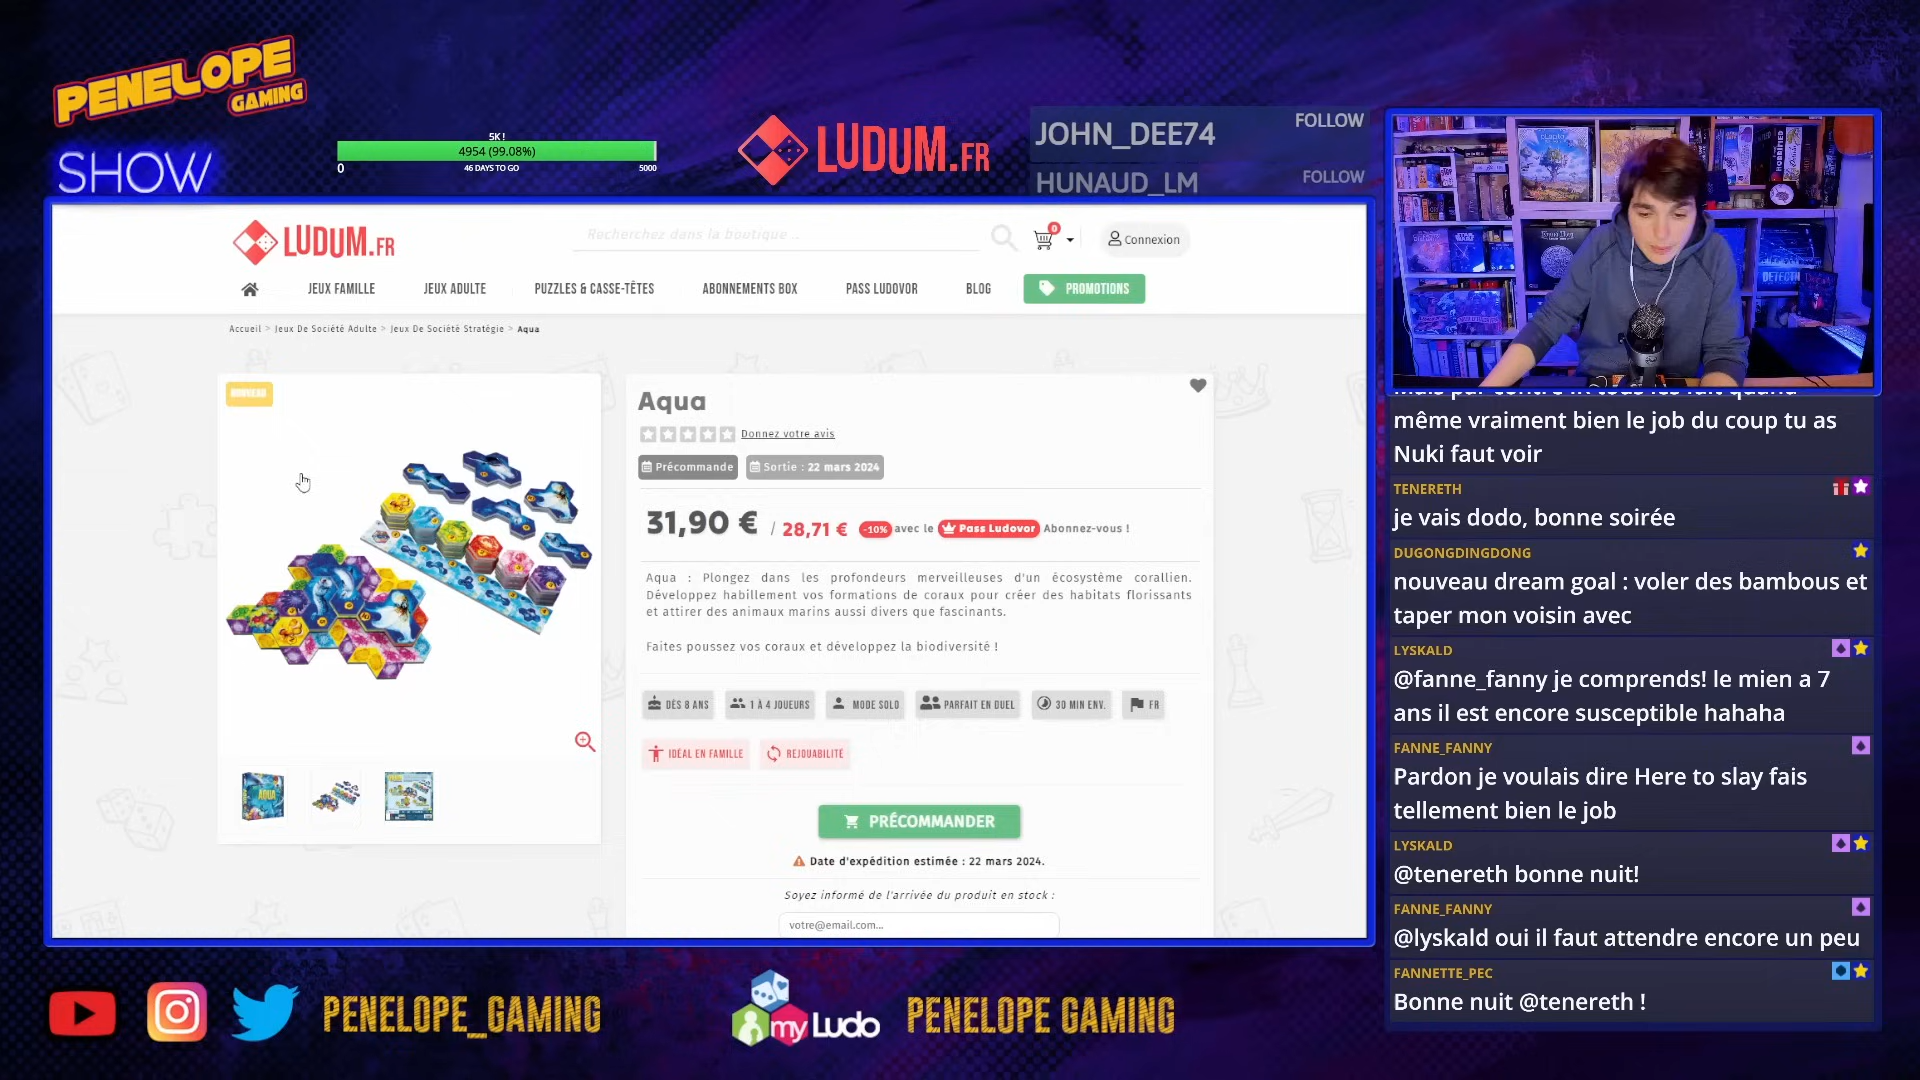 PENELOPE
GAMING
SHOW
5K !
4954 (99.08%)
0
46 DAYS TO GO
5000
LUDUM.FR
JOHN_DEE74
FOLLOW
HUNAUD_LM
FOLLOW
LUDUM.FR
Recherchez dans la boutique ..
0
Connexion
JEUX FAMILLE
JEUX ADULTE
PUZZLES & CASSE-TÊTES
ABONNEMENTS BOX
PASS LUDOVOR
BLOG
PROMOTIONS
Accueil > Jeux De Société Adulte > Jeux De Société Stratégie > Aqua
NOUVEAU
Aqua
Donnez votre avis
Précommande
Sortie : 22 mars 2024
31,90 € / 28,71 € -10% avec le Pass Ludovor Abonnez-vous !
Aqua : Plongez dans les profondeurs merveilleuses d'un écosystème corallien.
Développez habillement vos formations de coraux pour créer des habitats florissants
et attirer des animaux marins aussi divers que fascinants.
Faites poussez vos coraux et développez la biodiversité !
DÈS 8 ANS
1 À 4 JOUEURS
MODE SOLO
PARFAIT EN DUEL
30 MIN ENV.
FR
IDÉAL EN FAMILLE
REJOUABILITÉ
AQUA
PRÉCOMMANDER
Date d'expédition estimée : 22 mars 2024.
Soyez informé de l'arrivée du produit en stock :
votre@email.com...
même vraiment bien le job du coup tu as
Nuki faut voir
TENERETH
je vais dodo, bonne soirée
DUGONGDINGDONG
nouveau dream goal : voler des bambous et
taper mon voisin avec
LYSKALD
@fanne_fanny je comprends! le mien a 7
ans il est encore susceptible hahaha
FANNE_FANNY
Pardon je voulais dire Here to slay fais
tellement bien le job
LYSKALD
@tenereth bonne nuit!
FANNE_FANNY
@lyskald oui il faut attendre encore un peu
FANNETTE_PEC
Bonne nuit @tenereth !
PENELOPE_GAMING
myLudo
PENELOPE GAMING